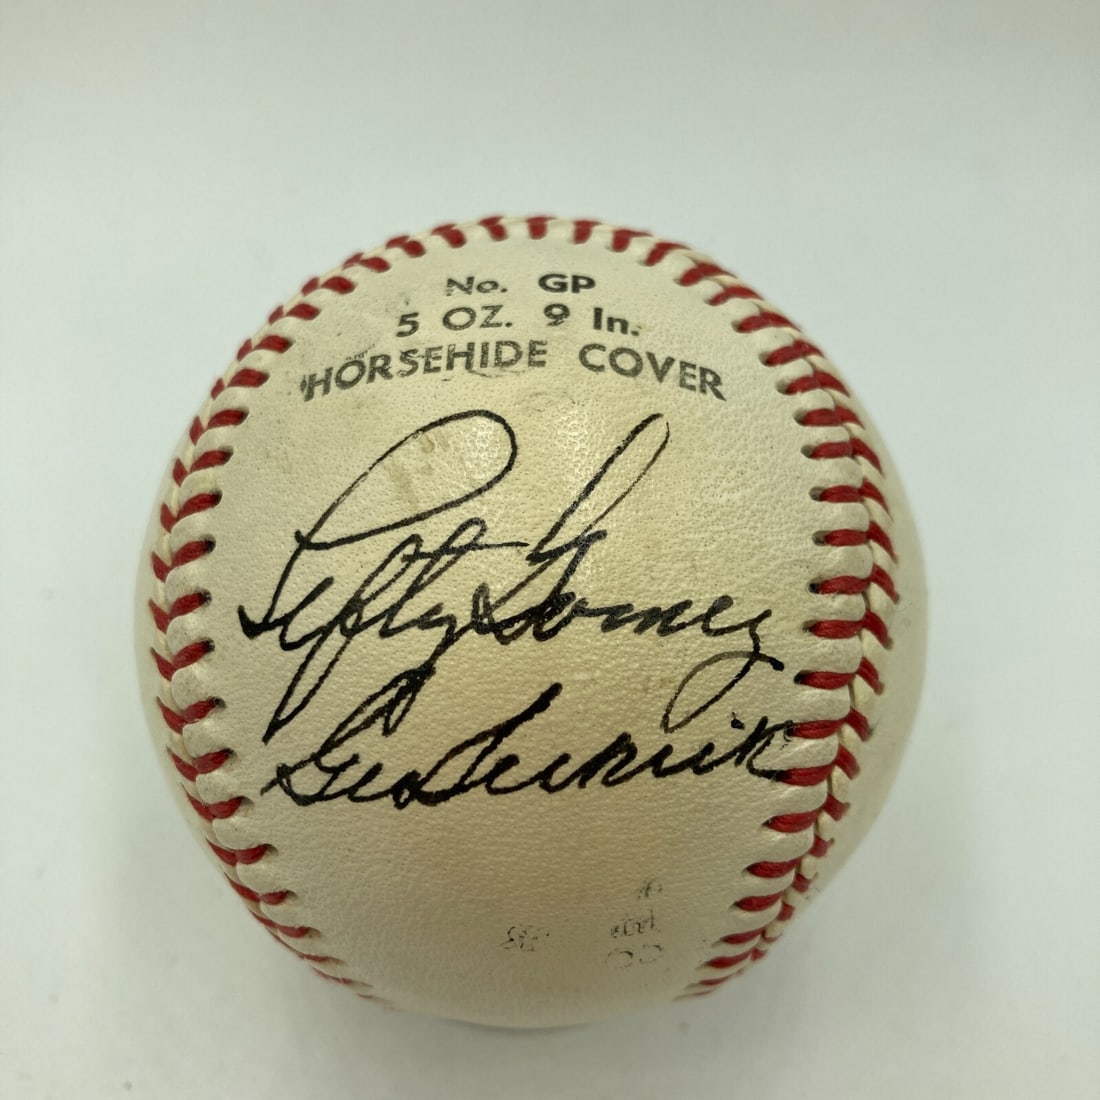 No. GP
5 OZ. 9 In.
HORSEHIDE COVER
Lefty Gomez
Geo Selkirk